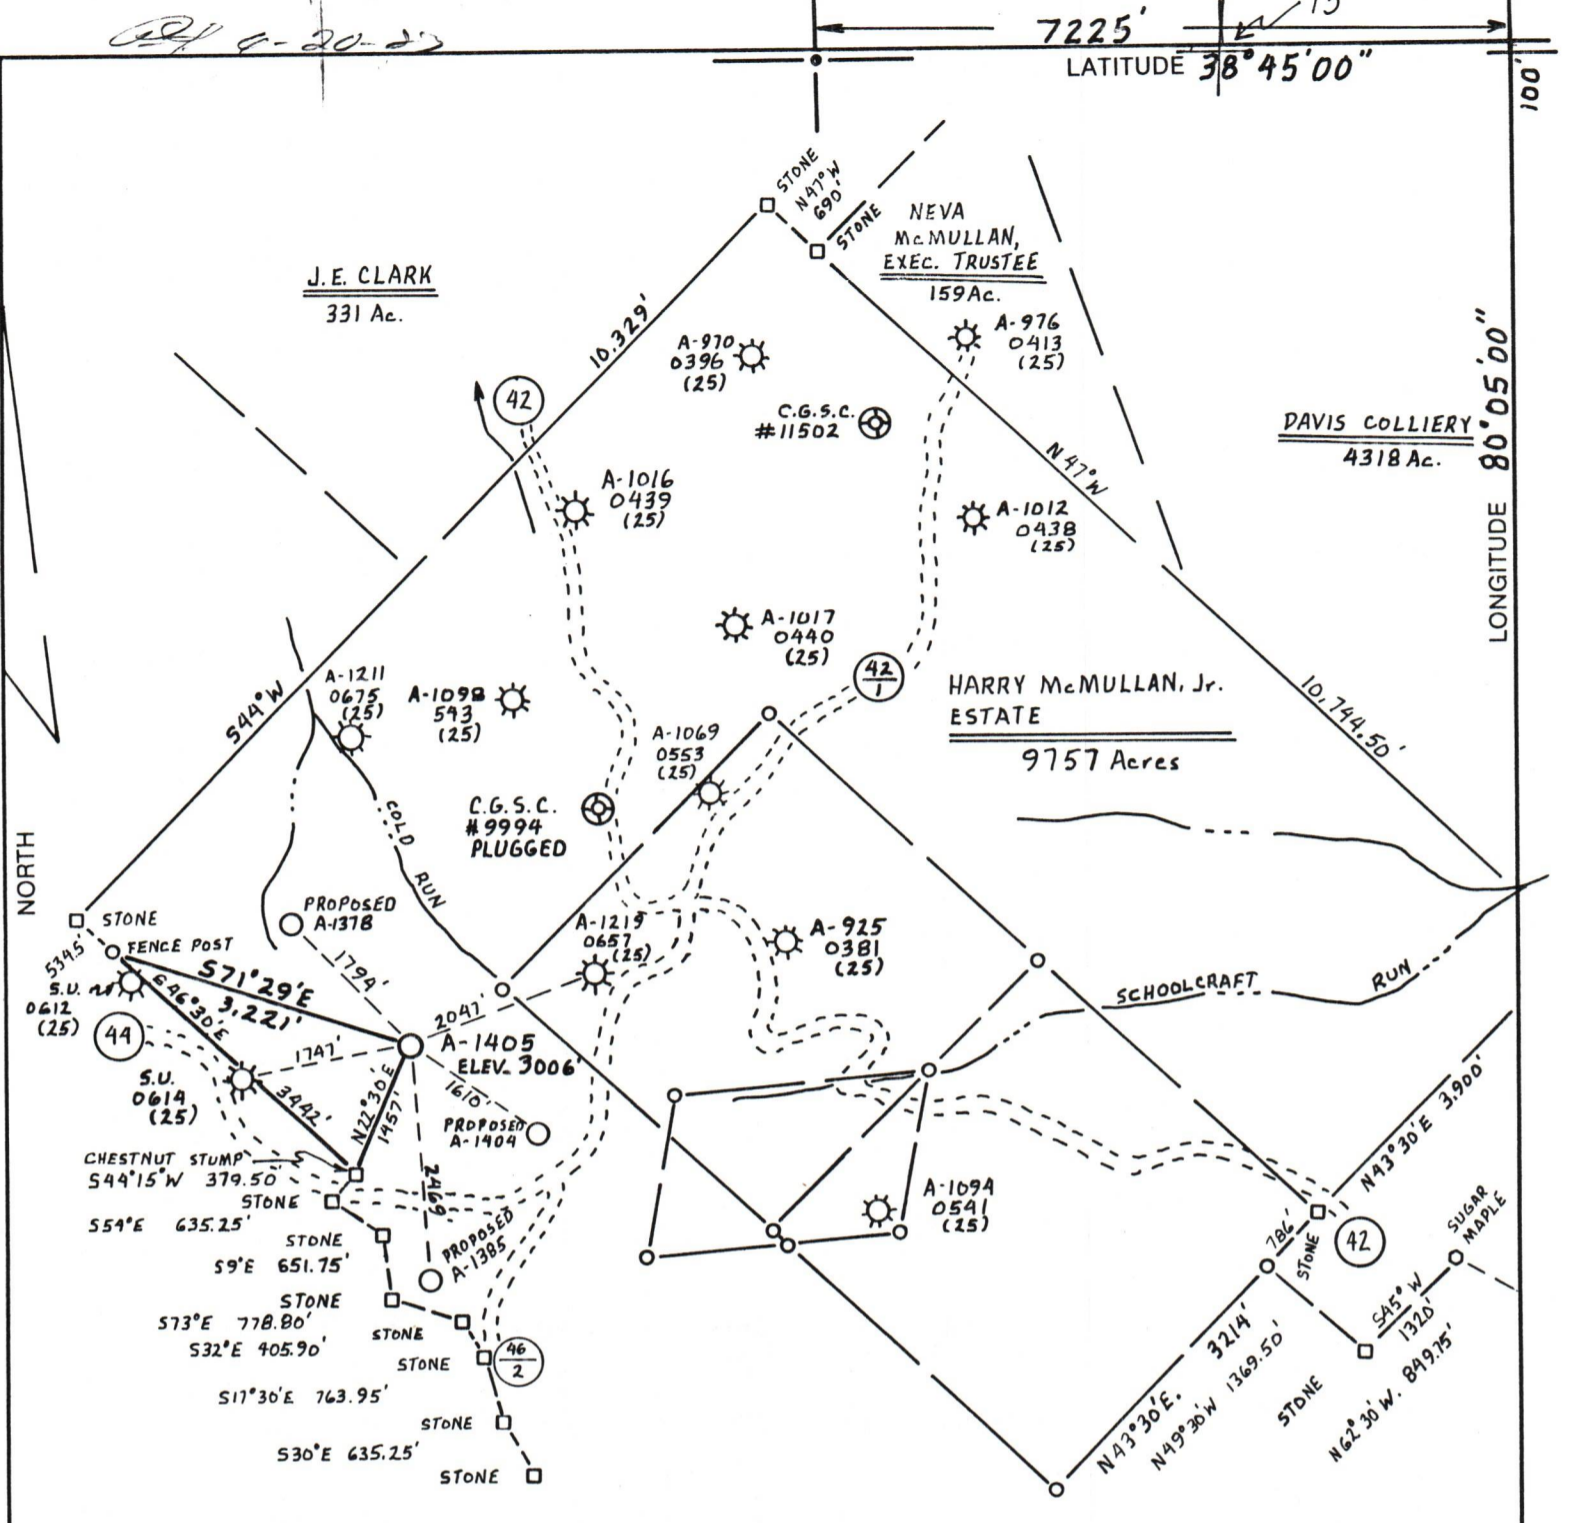 4-20-83
7225'
15
LATITUDE 38°45'00"
100'
STONE
N47°W
690'
STONE
NEVA
McMULLAN,
EXEC. TRUSTEE
159Ac.
J.E. CLARK
331 Ac.
10.329'
A-970
0396
(25)
A-976
0413
(25)
42
C.G.S.C.
#11502
DAVIS COLLIERY
4318 Ac.
LONGITUDE 80°05'00"
N47°W
A-1016
0439
(25)
A-1012
0438
(25)
A-1017
0440
(25)
42
1
HARRY McMULLAN, Jr.
ESTATE
9757 Acres
10,744.50'
S44°W
A-1211
0675
(25)
A-1098
543
(25)
A-1069
0553
(25)
C.G.S.C.
#9994
PLUGGED
COLD RUN
NORTH
STONE
534.5'
FENCE POST
PROPOSED
A-1378
1794'
A-1219
0657
(25)
A-925
0381
(25)
S71°29'E
3,221'
S.U.
0612
(25)
S46°30'E
3442'
44
2047'
SCHOOLCRAFT RUN
A-1405
ELEV. 3006'
1747'
S.U.
0614
(25)
N22°30'E
1457'
1610'
PROPOSED
A-1404
CHESTNUT STUMP
S44°15'W 379.50'
STONE
2469'
PROPOSED
A-1385
A-1094
0541
(25)
N43°30'E 3.900'
SUGAR
MAPLE
S54°E 635.25'
STONE
S9°E 651.75'
STONE
S73°E 778.80'
STONE
S32°E 405.90'
STONE
46
2
S17°30'E 763.95'
STONE
S30°E 635.25'
STONE
786'
STONE
42
S45°W
1320'
3214'
N43°30'E.
N49°30'W 1369.50'
STONE
N62°30'W. 849.75'